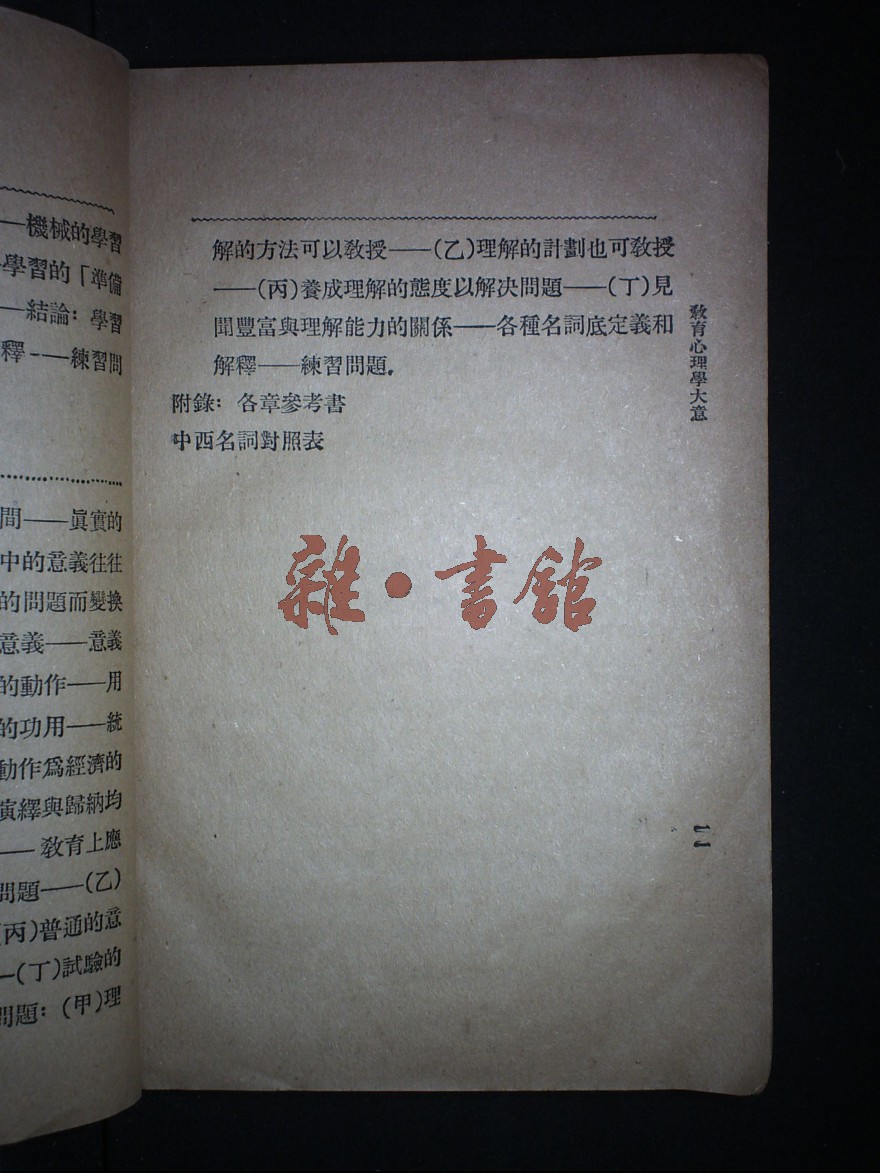 ——機械的學習
學習的「準備
——結論：學習
釋——練習問
間——眞實的
中的意義往往
的問題而變換
意義——意義
的動作——用
的功用——統
動作爲經濟的
演繹與歸納均
——敎育上應
問題——(乙)
(丙)普通的意
—(丁)試驗的
問題：(甲)理
解的方法可以敎授——(乙)理解的計劃也可敎授
——(丙)養成理解的態度以解决問題——(丁)見
聞豐富與理解能力的關係——各種名詞底定義和
解釋——練習問題.
附錄：各章參考書
中西名詞對照表
敎育心理學大意
雜·書舘